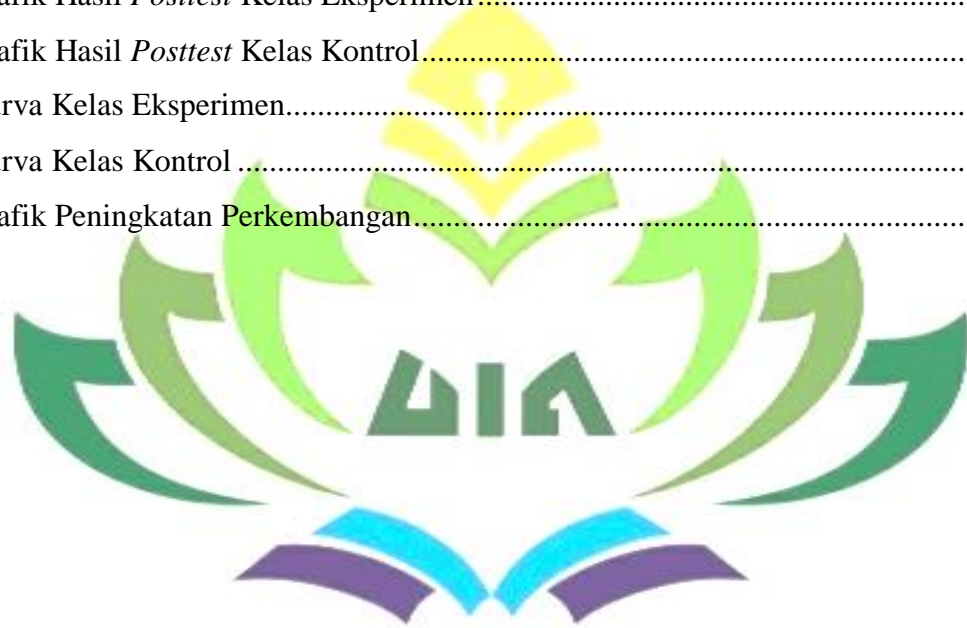 afik Hasil Posttest Kelas Eksperimen
afik Hasil Posttest Kelas Kontrol
rva Kelas Eksperimen
rva Kelas Kontrol
afik Peningkatan Perkembangan
UIN